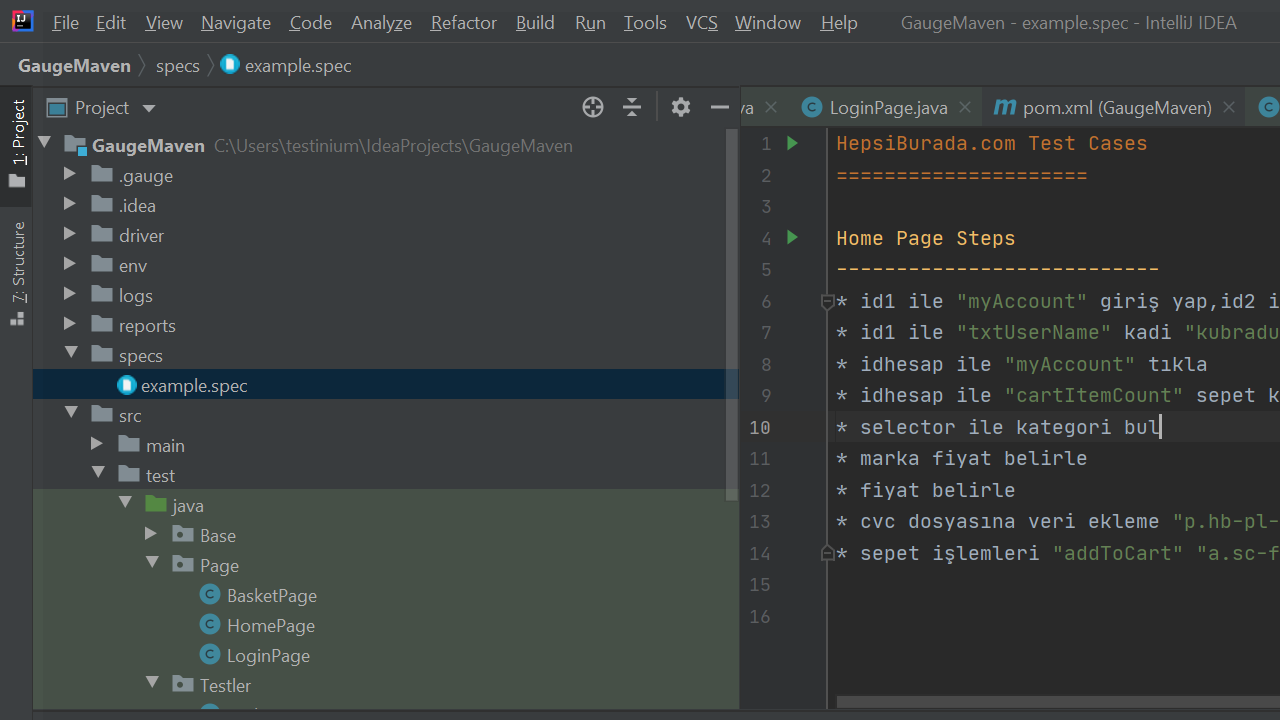 File Edit View Navigate Code Analyze Refactor Build Run Tools VCS Window Help GaugeMaven - example.spec - IntelliJ IDEA
GaugeMaven specs example.spec
1: Project
7: Structure
Project
GaugeMaven C:\Users\testinium\IdeaProjects\GaugeMaven
.gauge
.idea
driver
env
logs
reports
specs
example.spec
src
main
test
java
Base
Page
BasketPage
HomePage
LoginPage
Testler
va LoginPage.java pom.xml (GaugeMaven)
1 HepsiBurada.com Test Cases
2 =====================
3
4 Home Page Steps
5 ---------------------------
6 * id1 ile "myAccount" giriş yap,id2 i
7 * id1 ile "txtUserName" kadi "kubradu
8 * idhesap ile "myAccount" tıkla
9 * idhesap ile "cartItemCount" sepet k
10 * selector ile kategori bul
11 * marka fiyat belirle
12 * fiyat belirle
13 * cvc dosyasına veri ekleme "p.hb-pl-
14 * sepet işlemleri "addToCart" "a.sc-f
15
16